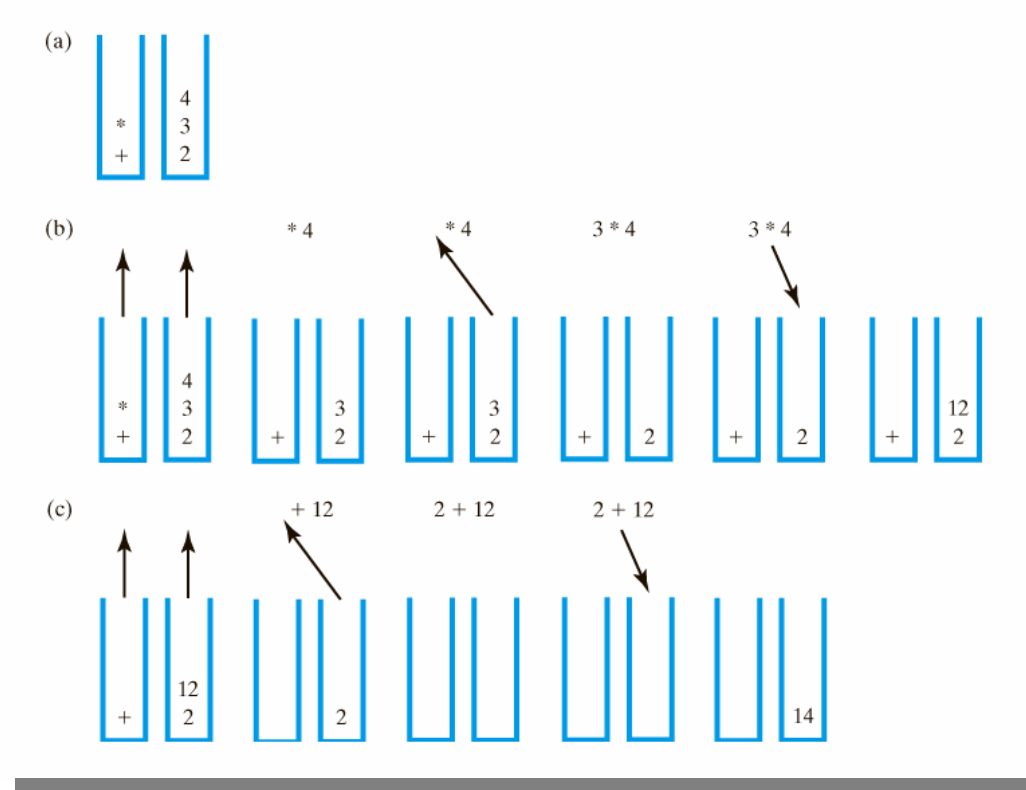 (a)
4
* 3
+ 2
(b) * 4 * 4 3 * 4 3 * 4
4
* 3 3 3 12
+ 2 + 2 + 2 + 2 + 2 + 2
(c) + 12 2 + 12 2 + 12
12
+ 2 2 14